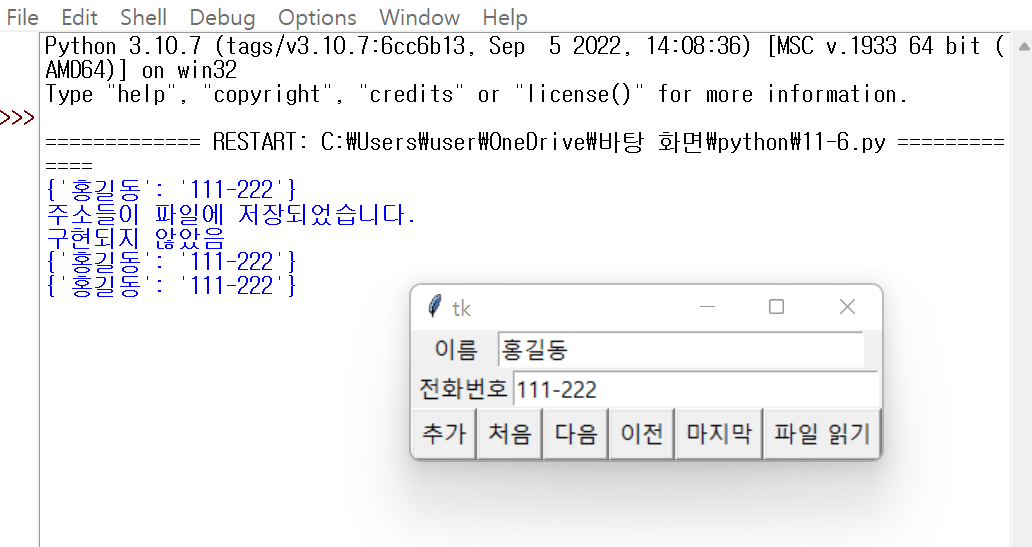 File Edit Shell Debug Options Window Help
Python 3.10.7 (tags/v3.10.7:6cc6b13, Sep  5 2022, 14:08:36) [MSC v.1933 64 bit (
AMD64)] on win32
Type "help", "copyright", "credits" or "license()" for more information.
>>>
============= RESTART: C:₩Users₩user₩OneDrive₩바탕 화면₩python₩11-6.py =========
====
{'홍길동': '111-222'}
주소들이 파일에 저장되었습니다.
구현되지 않았음
{'홍길동': '111-222'}
{'홍길동': '111-222'}
tk
이름 홍길동
전화번호 111-222
추가 처음 다음 이전 마지막 파일 읽기